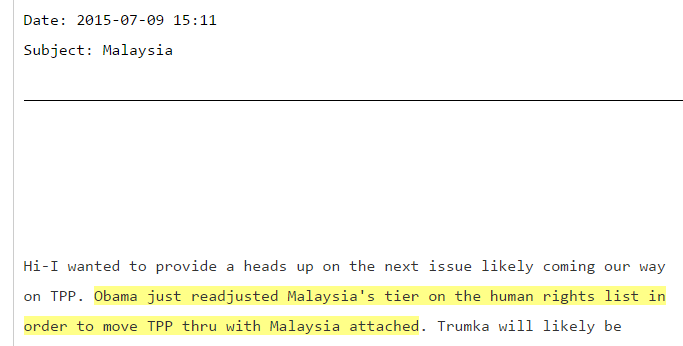 Date: 2015-07-09 15:11
Subject: Malaysia
Hi-I wanted to provide a heads up on the next issue likely coming our way
on TPP. Obama just readjusted Malaysia's tier on the human rights list in
order to move TPP thru with Malaysia attached. Trumka will likely be